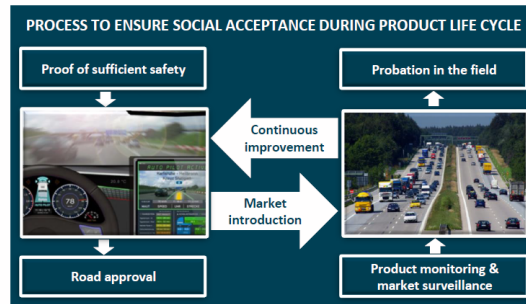 PROCESS TO ENSURE SOCIAL ACCEPTANCE DURING PRODUCT LIFE CYCLE
Proof of sufficient safety
Probation in the field
Continuous
improvement
Market
introduction
78
Road approval
Product monitoring &
market surveillance